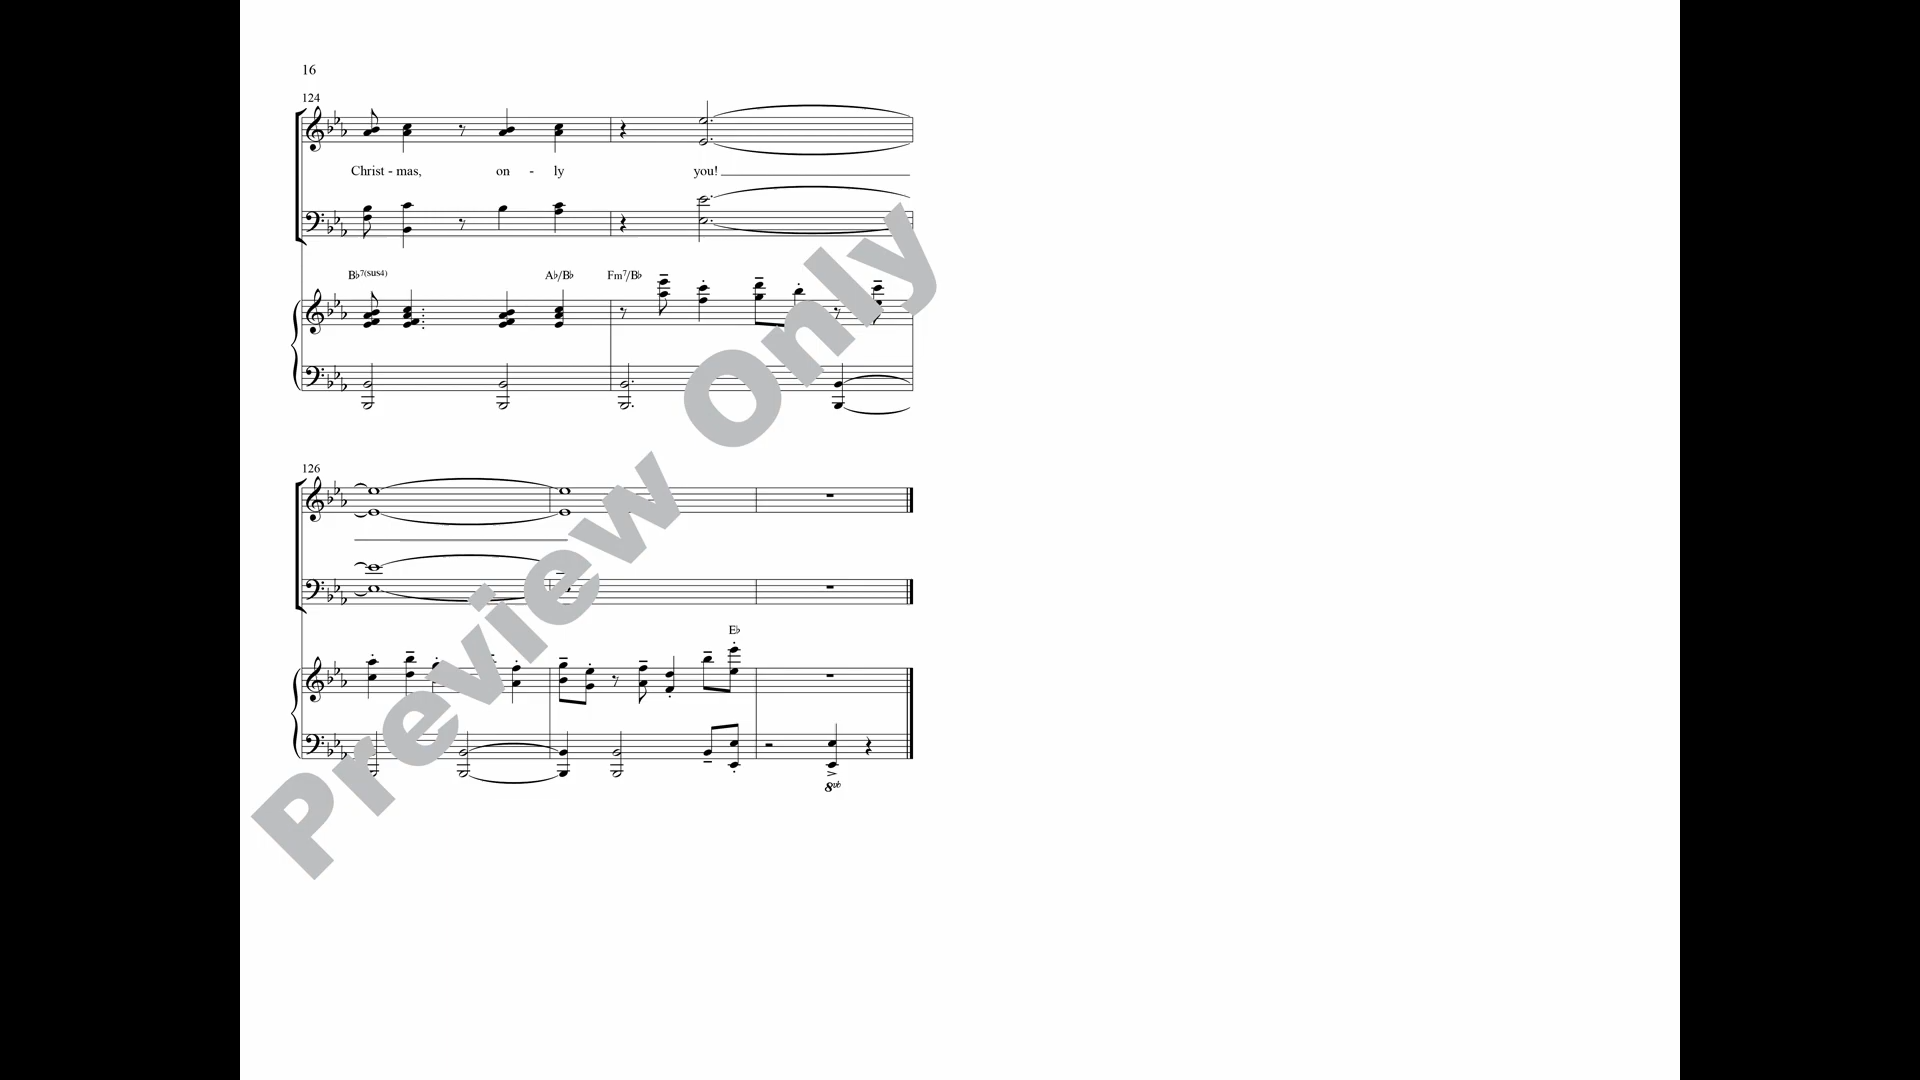 16
124
Christ - mas, on - ly you!
B♭7(sus4) A♭/B♭ Fm7/B♭
126
E♭
8vb
Preview Only